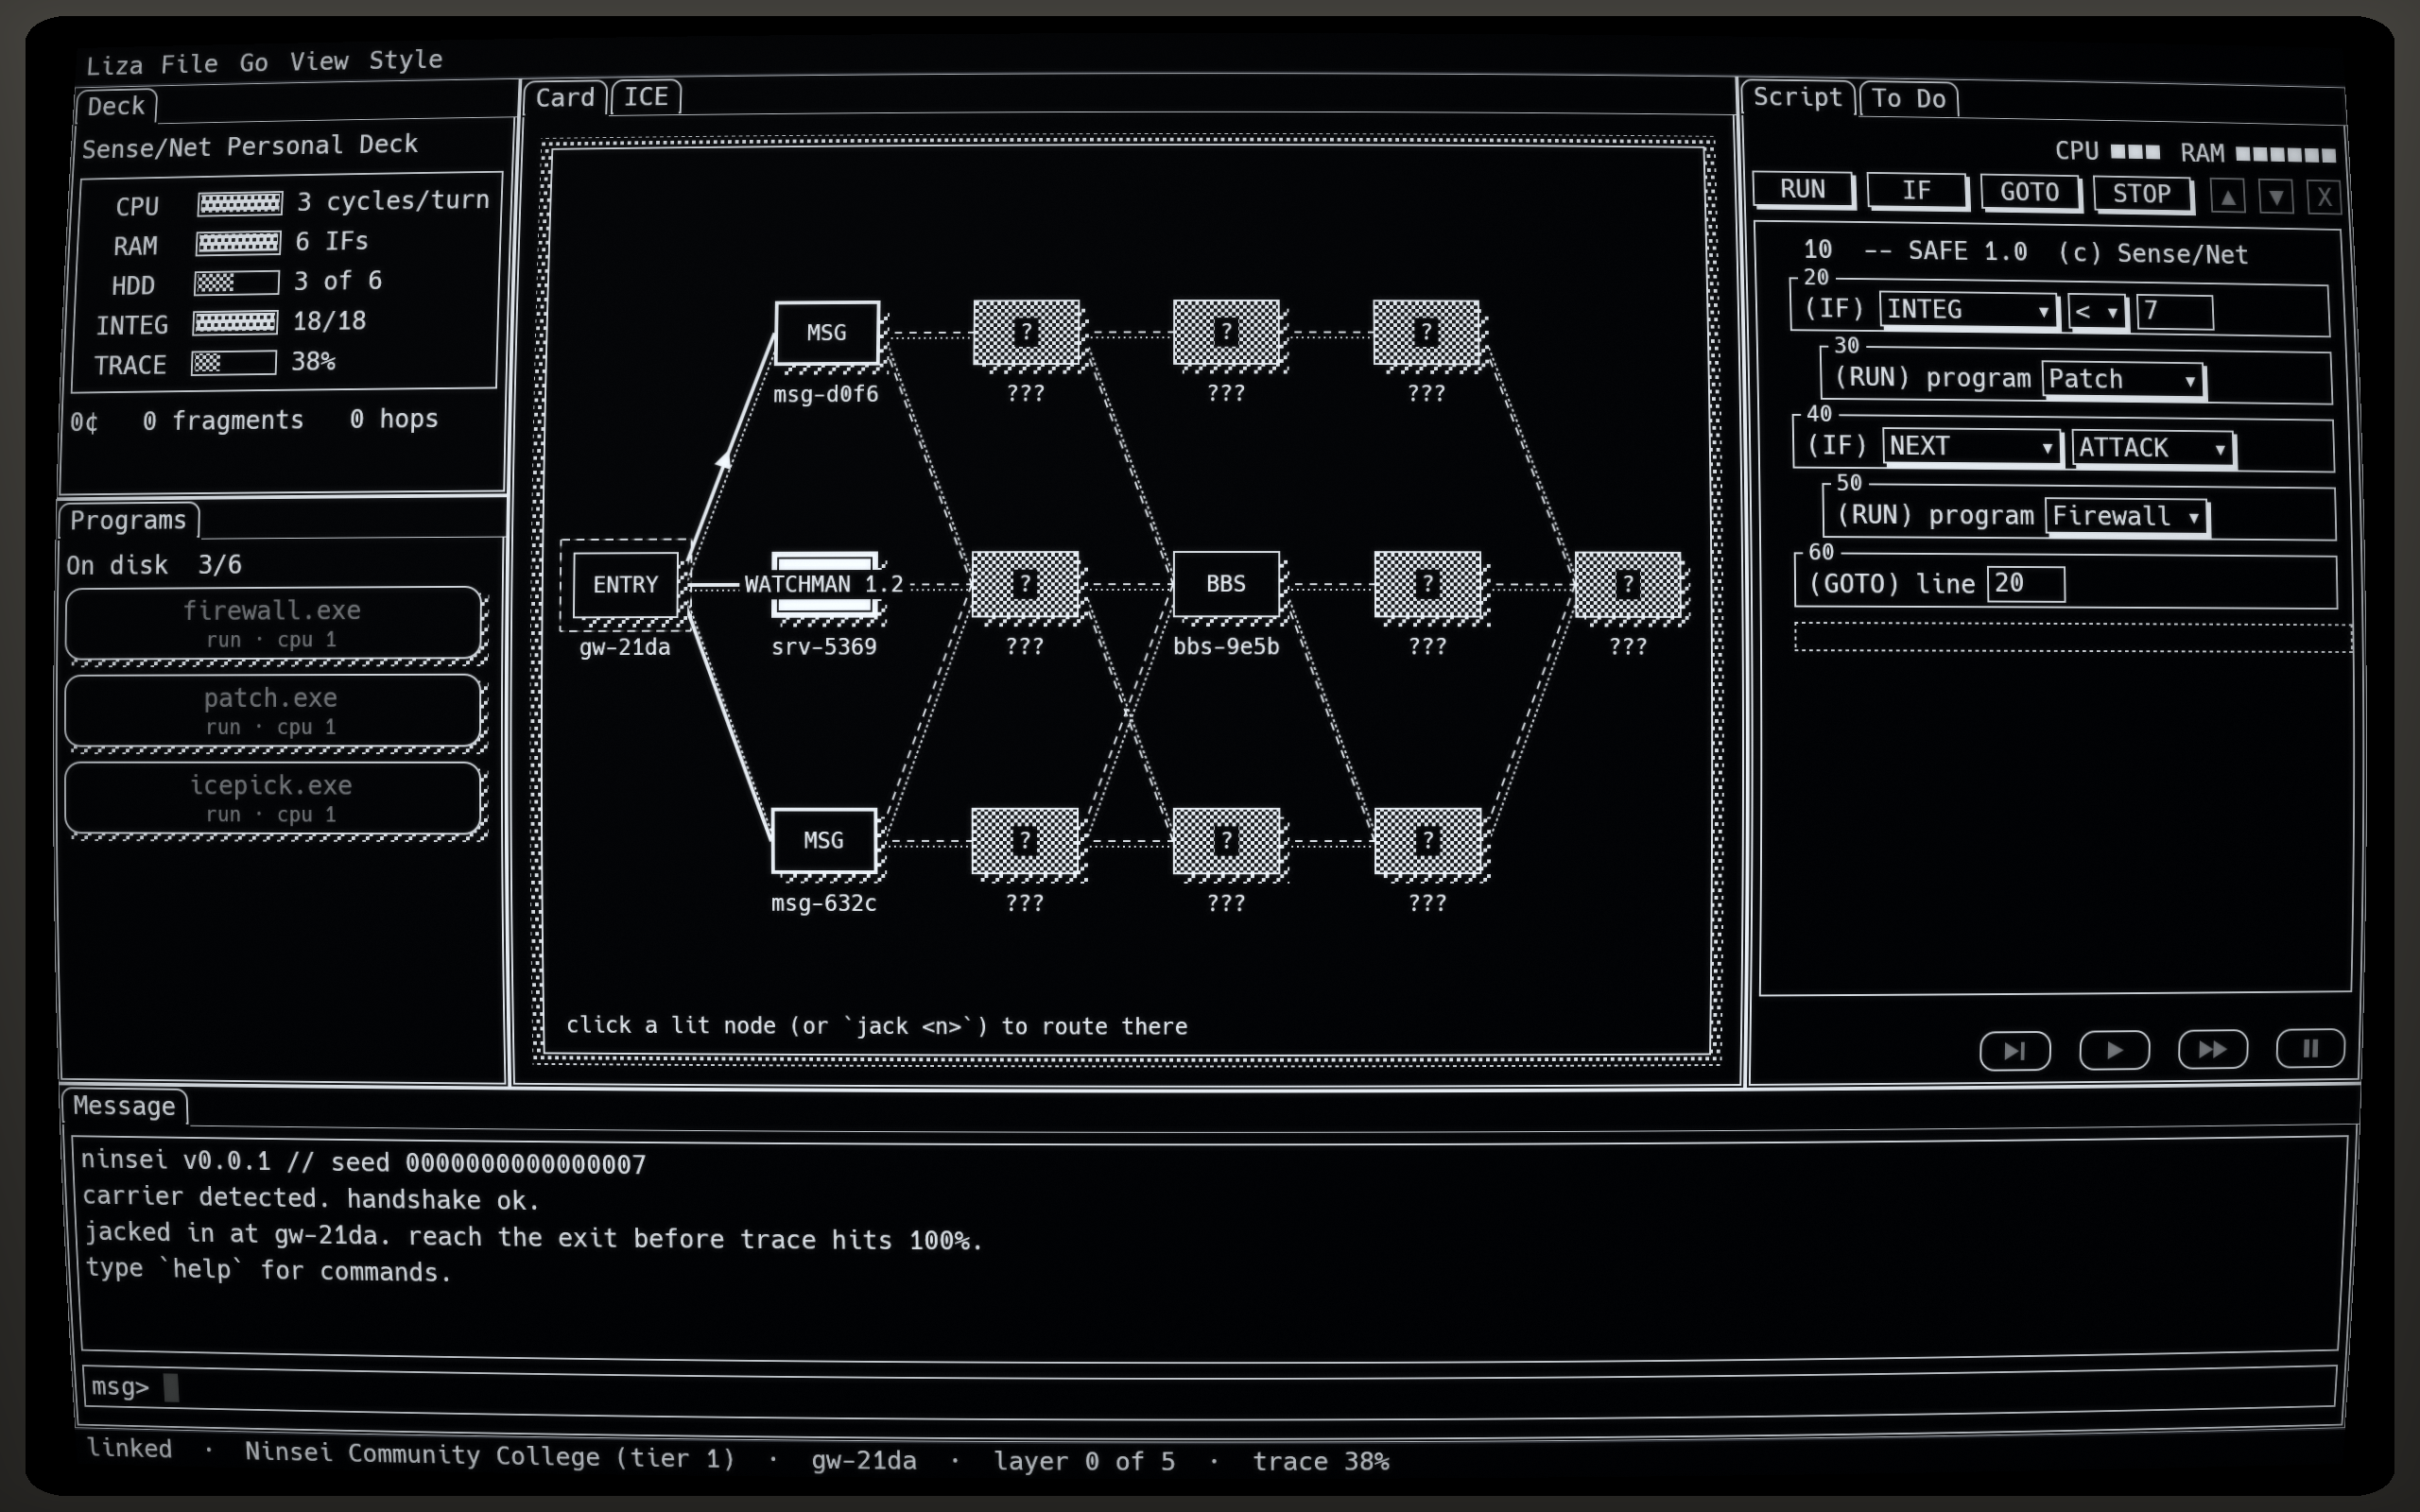 Liza File Go View Style
Deck
Sense/Net Personal Deck
CPU 3 cycles/turn
RAM 6 IFs
HDD 3 of 6
INTEG 18/18
TRACE 38%
0¢ 0 fragments 0 hops
Programs
On disk 3/6
firewall.exe
run · cpu 1
patch.exe
run · cpu 1
icepick.exe
run · cpu 1
Card ICE
MSG ? ? ?
msg-d0f6 ??? ??? ???
ENTRY WATCHMAN 1.2 ? BBS ? ?
gw-21da srv-5369 ??? bbs-9e5b ??? ???
MSG ? ? ?
msg-632c ??? ??? ???
click a lit node (or `jack <n>`) to route there
Script To Do
CPU RAM
RUN IF GOTO STOP ▲ ▼ X
10 -- SAFE 1.0 (c) Sense/Net
20
(IF) INTEG ▾ < ▾ 7
30
(RUN) program Patch ▾
40
(IF) NEXT ▾ ATTACK ▾
50
(RUN) program Firewall ▾
60
(GOTO) line 20
Message
ninsei v0.0.1 // seed 0000000000000007
carrier detected. handshake ok.
jacked in at gw-21da. reach the exit before trace hits 100%.
type `help` for commands.
msg>
linked · Ninsei Community College (tier 1) · gw-21da · layer 0 of 5 · trace 38%